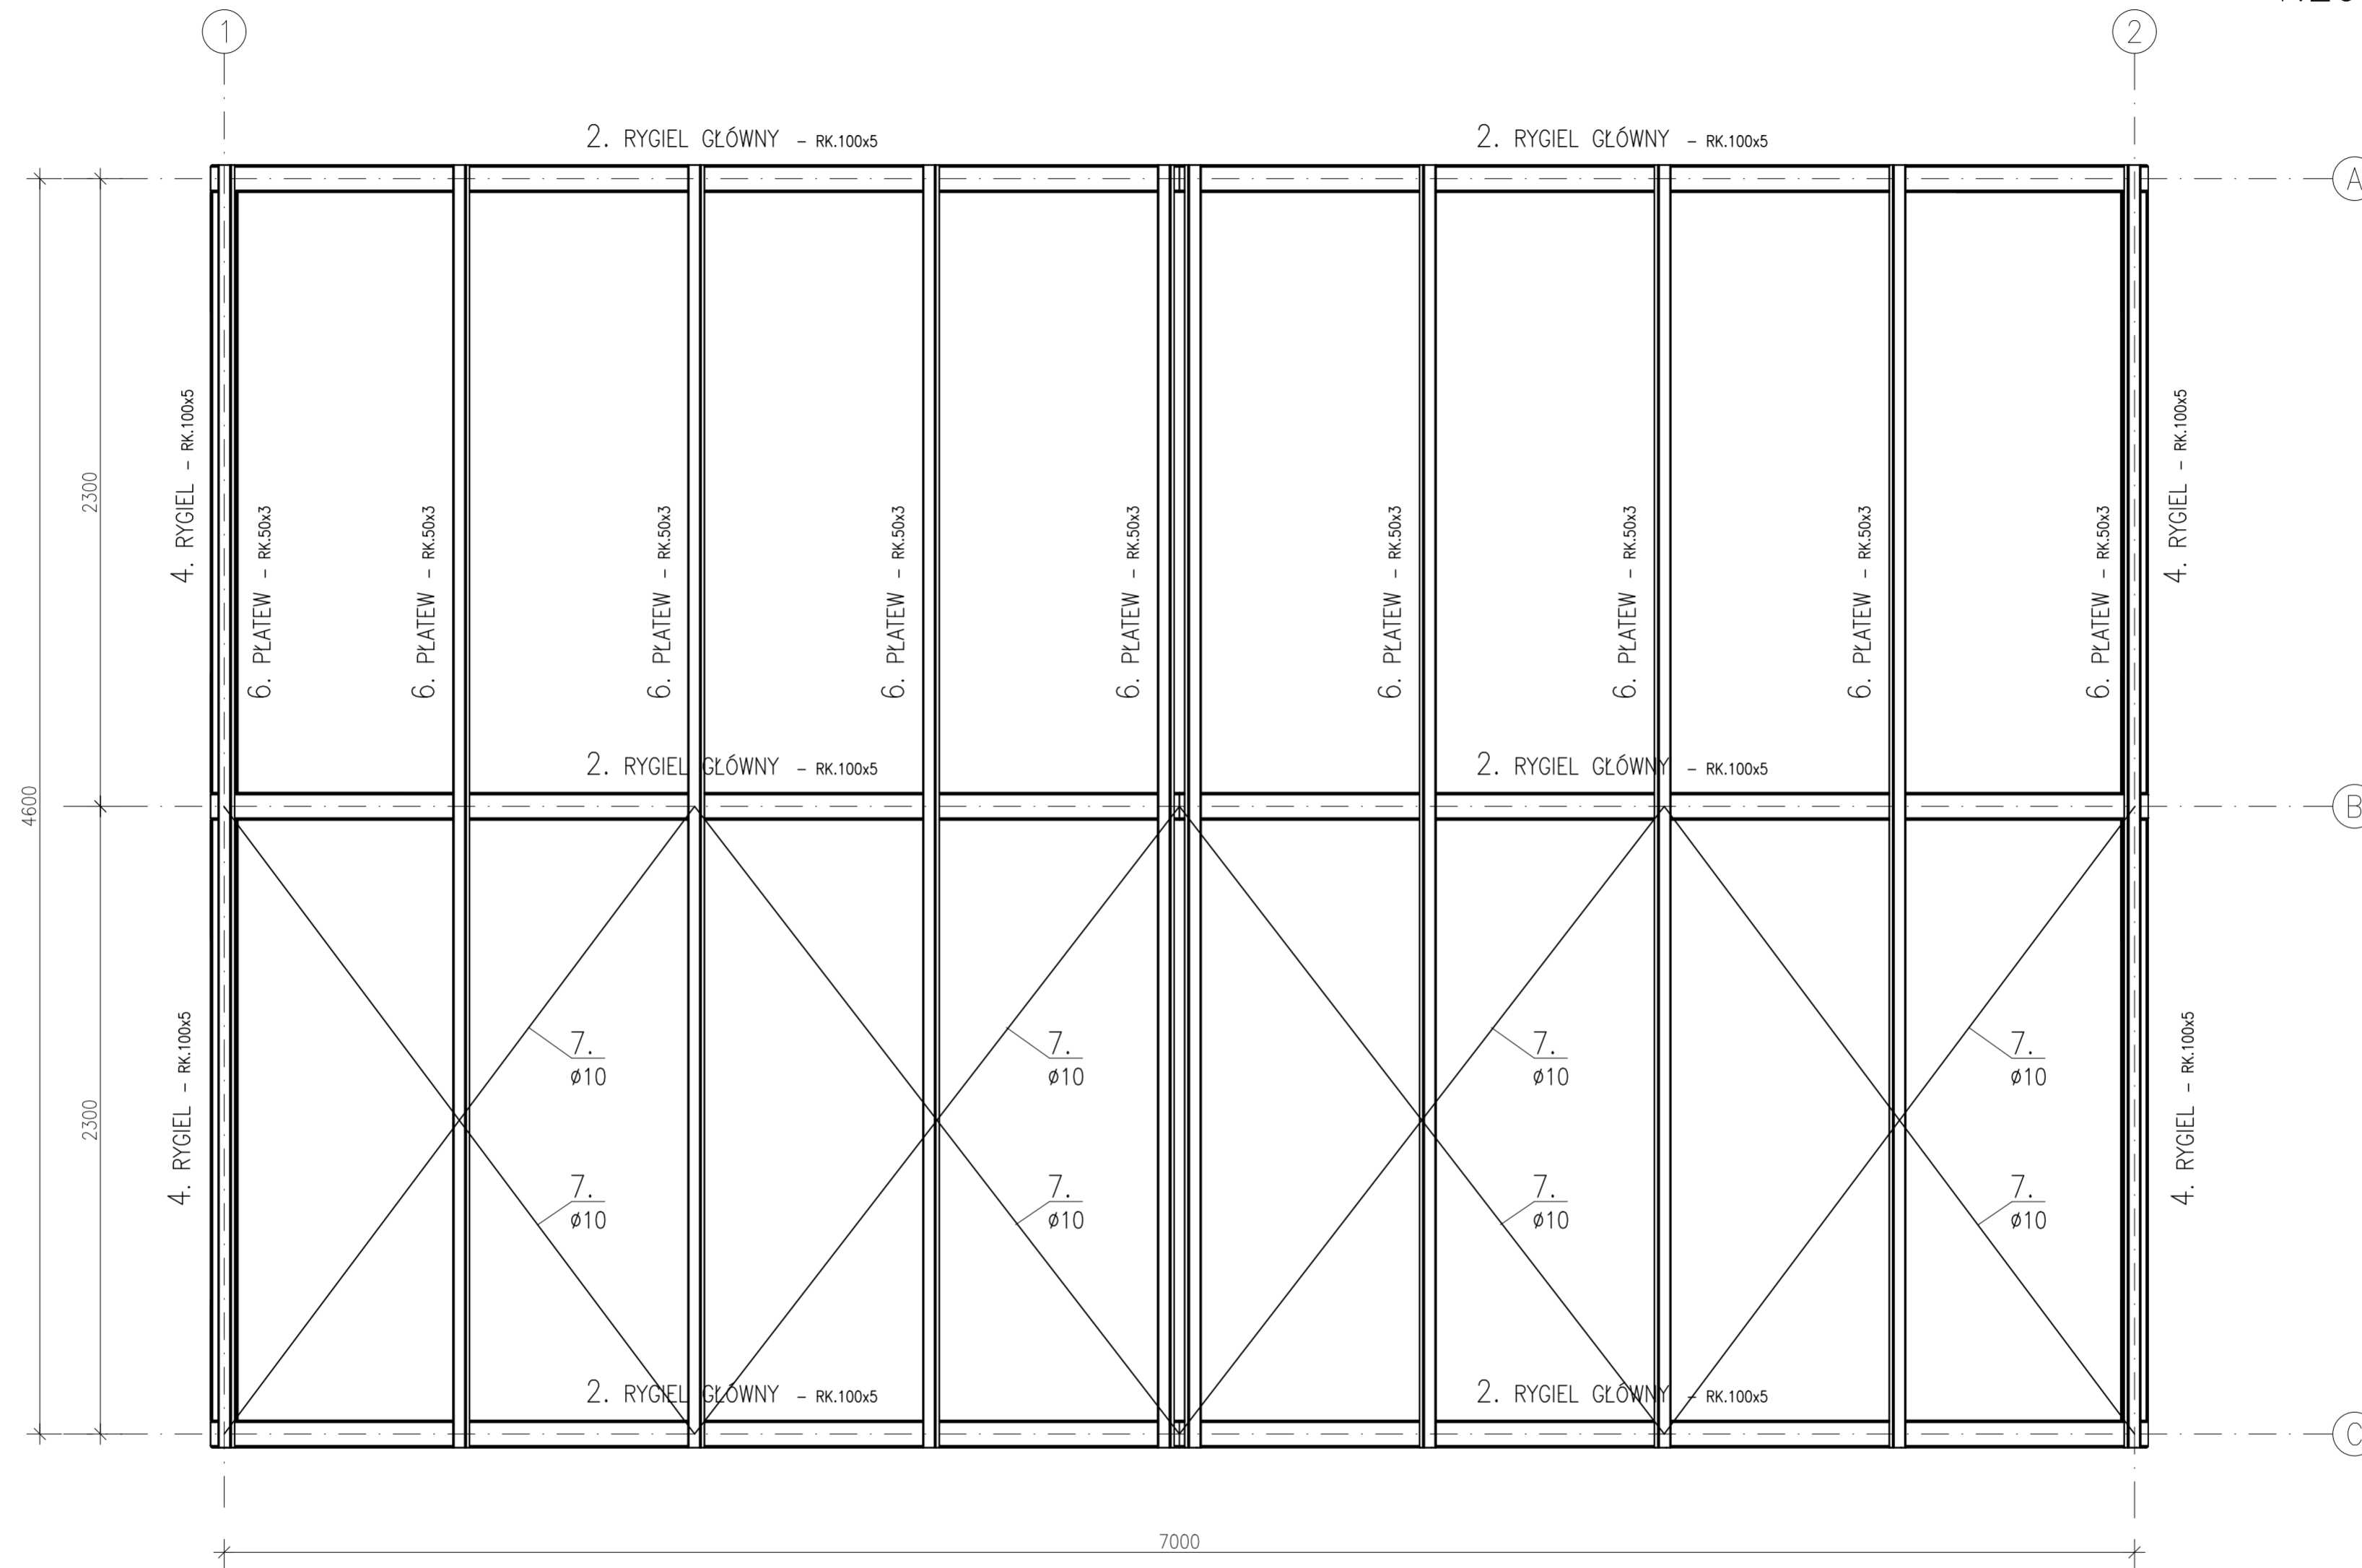 1
2
2. RYGIEL GŁÓWNY - RK.100x5
2. RYGIEL GŁÓWNY - RK.100x5
A
4. RYGIEL - RK.100x5
4. RYGIEL - RK.100x5
2300
6. PŁATEW - RK.50x3
6. PŁATEW - RK.50x3
6. PŁATEW - RK.50x3
6. PŁATEW - RK.50x3
6. PŁATEW - RK.50x3
6. PŁATEW - RK.50x3
6. PŁATEW - RK.50x3
6. PŁATEW - RK.50x3
6. PŁATEW - RK.50x3
2. RYGIEL GŁÓWNY - RK.100x5
2. RYGIEL GŁÓWNY - RK.100x5
4600
B
7.
ø10
7.
ø10
7.
ø10
7.
ø10
4. RYGIEL - RK.100x5
4. RYGIEL - RK.100x5
2300
7.
ø10
7.
ø10
7.
ø10
7.
ø10
2. RYGIEL GŁÓWNY - RK.100x5
2. RYGIEL GŁÓWNY - RK.100x5
C
7000